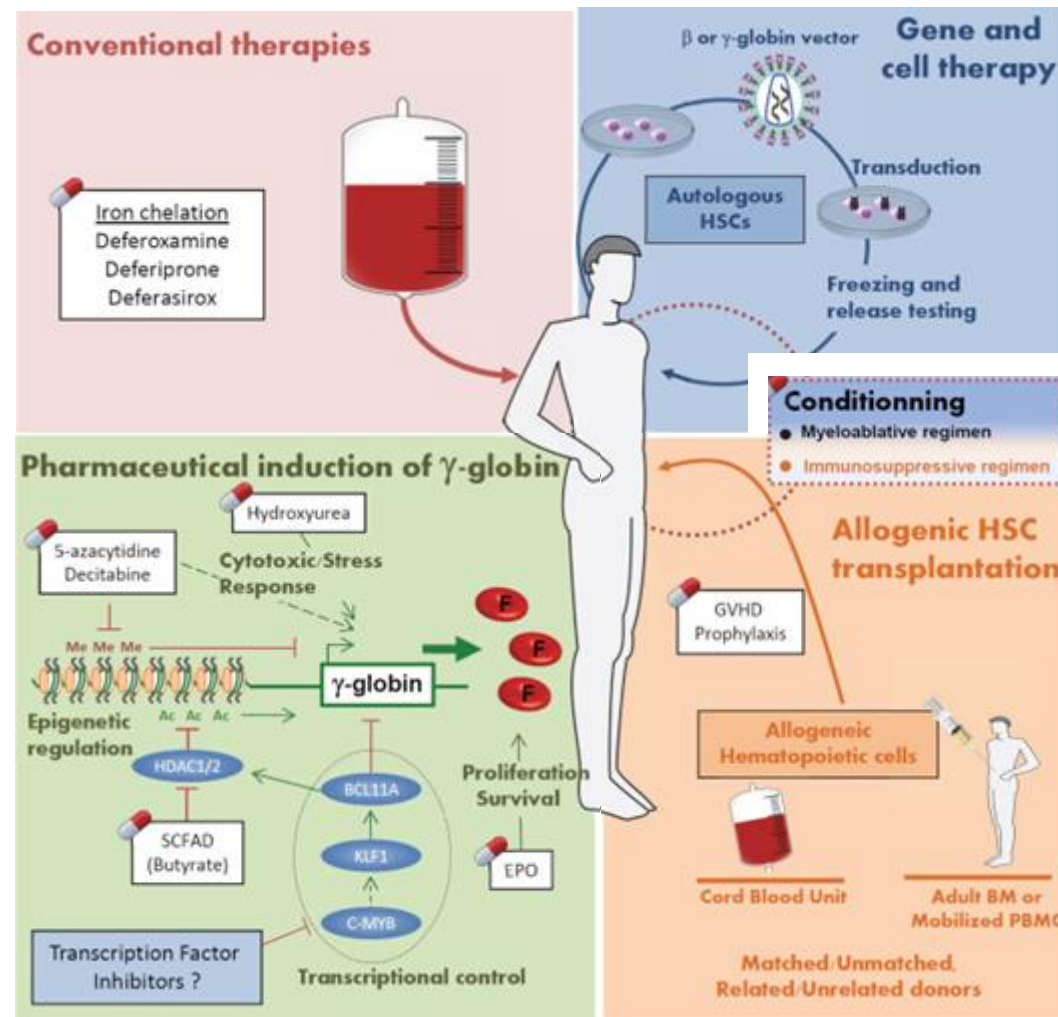 Conventional therapies
Iron chelation
Deferoxamine
Deferiprone
Deferasirox
Gene and
cell therapy
β or γ-globin vector
Transduction
Autologous
HSCs
Freezing and
release testing
Conditionning
● Myeloablative regimen
● Immunosuppressive regimen
Pharmaceutical induction of γ-globin
Hydroxyurea
5-azacytidine
Decitabine
Cytotoxic/Stress
Response
Me Me Me
γ-globin
F
F
F
Epigenetic
regulation
Ac Ac Ac
HDAC1/2
BCL11A
KLF1
C-MYB
SCFAD
(Butyrate)
Proliferation
Survival
EPO
Transcription Factor
Inhibitors ?
Transcriptional control
Allogenic HSC
transplantation
GVHD
Prophylaxis
Allogeneic
Hematopoietic cells
Cord Blood Unit
Adult BM or
Mobilized PBMC
Matched/Unmatched,
Related/Unrelated donors